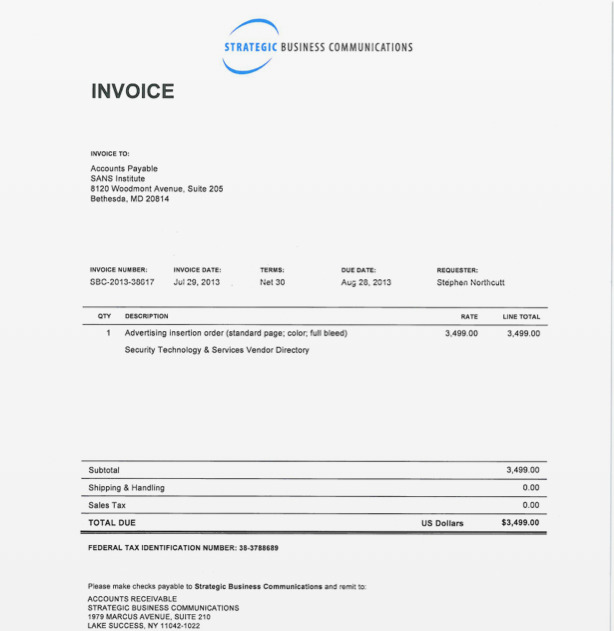 STRATEGIC BUSINESS COMMUNICATIONS
INVOICE
INVOICE TO:
Accounts Payable
SANS Institute
8120 Woodmont Avenue, Suite 205
Bethesda, MD 20814
INVOICE NUMBER: INVOICE DATE: TERMS: DUE DATE: REQUESTER:
SBC-2013-38617 Jul 29, 2013 Net 30 Aug 28, 2013 Stephen Northcutt
QTY DESCRIPTION RATE LINE TOTAL
1 Advertising insertion order (standard page; color; full bleed) 3,499.00 3,499.00
Security Technology & Services Vendor Directory
Subtotal 3,499.00
Shipping & Handling 0.00
Sales Tax 0.00
TOTAL DUE US Dollars $3,499.00
FEDERAL TAX IDENTIFICATION NUMBER: 38-3788689
Please make checks payable to Strategic Business Communications and remit to:
ACCOUNTS RECEIVABLE
STRATEGIC BUSINESS COMMUNICATIONS
1979 MARCUS AVENUE, SUITE 210
LAKE SUCCESS, NY 11042-1022